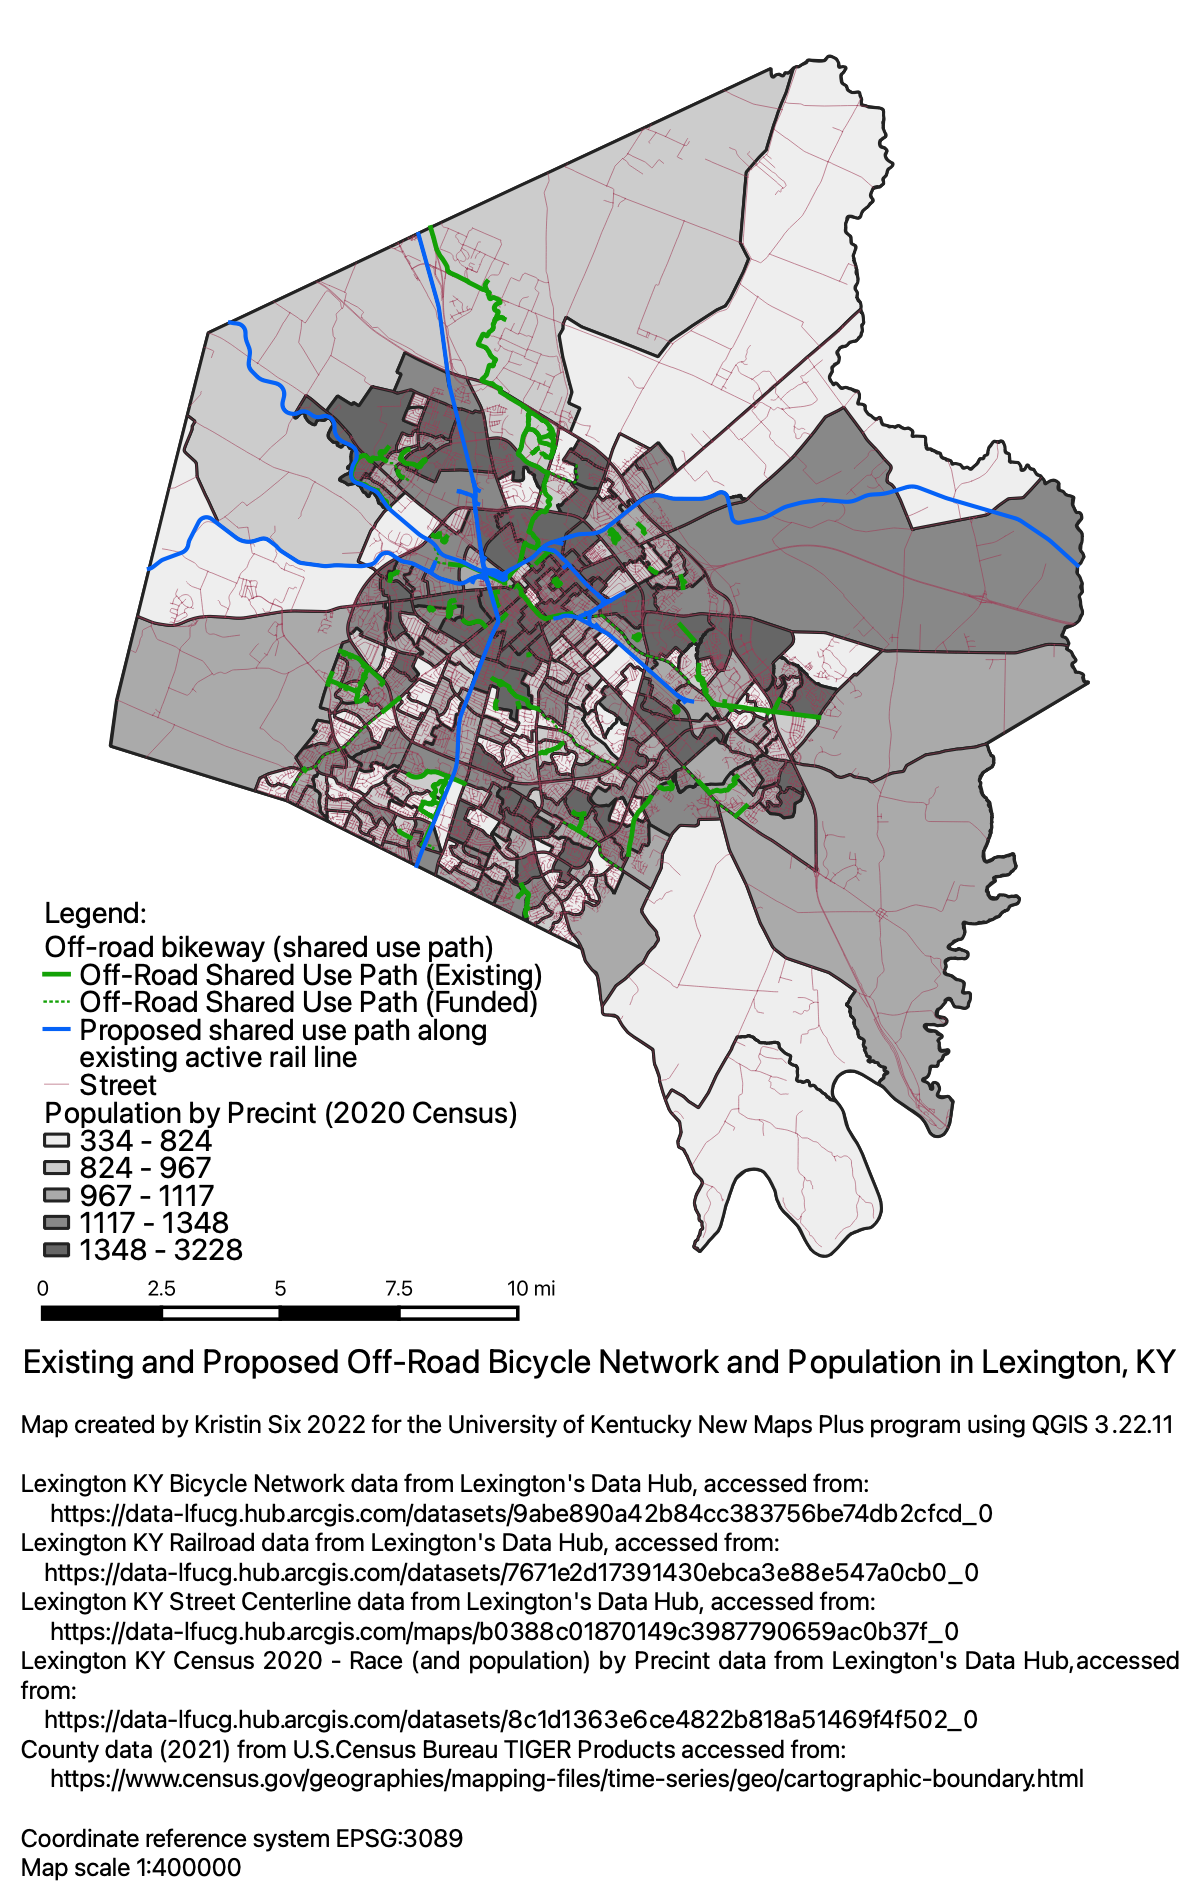 Legend:
Off-road bikeway (shared use path)
Off-Road Shared Use Path (Existing)
Off-Road Shared Use Path (Funded)
Proposed shared use path along
existing active rail line
Street
Population by Precint (2020 Census)
334 - 824
824 - 967
967 - 1117
1117 - 1348
1348 - 3228
0 2.5 5 7.5 10 mi
Existing and Proposed Off-Road Bicycle Network and Population in Lexington, KY
Map created by Kristin Six 2022 for the University of Kentucky New Maps Plus program using QGIS 3.22.11
Lexington KY Bicycle Network data from Lexington's Data Hub, accessed from:
https://data-lfucg.hub.arcgis.com/datasets/9abe890a42b84cc383756be74db2cfcd_0
Lexington KY Railroad data from Lexington's Data Hub, accessed from:
https://data-lfucg.hub.arcgis.com/datasets/7671e2d17391430ebca3e88e547a0cb0_0
Lexington KY Street Centerline data from Lexington's Data Hub, accessed from:
https://data-lfucg.hub.arcgis.com/maps/b0388c01870149c3987790659ac0b37f_0
Lexington KY Census 2020 - Race (and population) by Precint data from Lexington's Data Hub,accessed
from:
https://data-lfucg.hub.arcgis.com/datasets/8c1d1363e6ce4822b818a51469f4f502_0
County data (2021) from U.S.Census Bureau TIGER Products accessed from:
https://www.census.gov/geographies/mapping-files/time-series/geo/cartographic-boundary.html
Coordinate reference system EPSG:3089
Map scale 1:400000